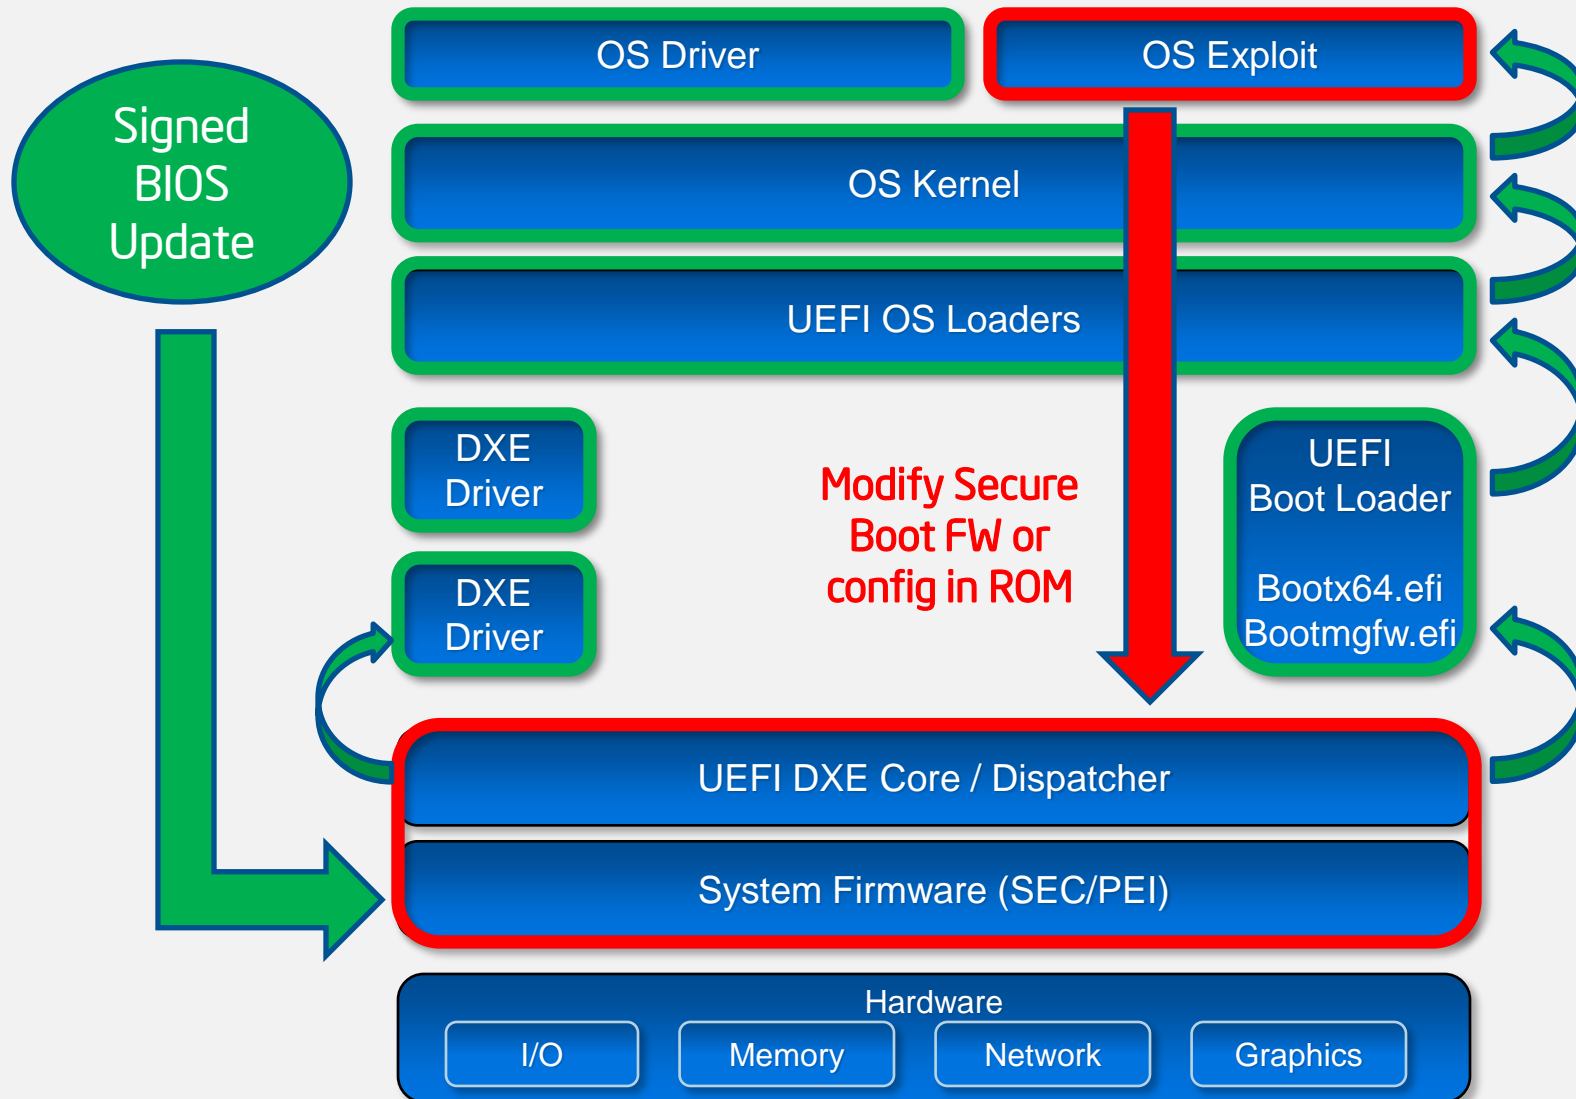 OS Driver
OS Exploit
Signed
BIOS
Update
OS Kernel
UEFI OS Loaders
DXE
Driver
DXE
Driver
Modify Secure
Boot FW or
config in ROM
UEFI
Boot Loader
Bootx64.efi
Bootmgfw.efi
UEFI DXE Core / Dispatcher
System Firmware (SEC/PEI)
Hardware
I/O
Memory
Network
Graphics